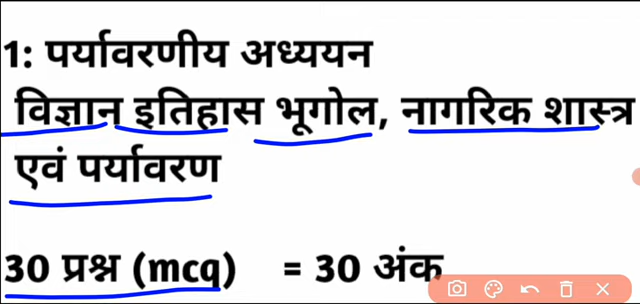 1: पर्यावरणीय अध्ययन
विज्ञान इतिहास भूगोल, नागरिक शास्त्र
एवं पर्यावरण
30 प्रश्न (mcq) = 30 अंक